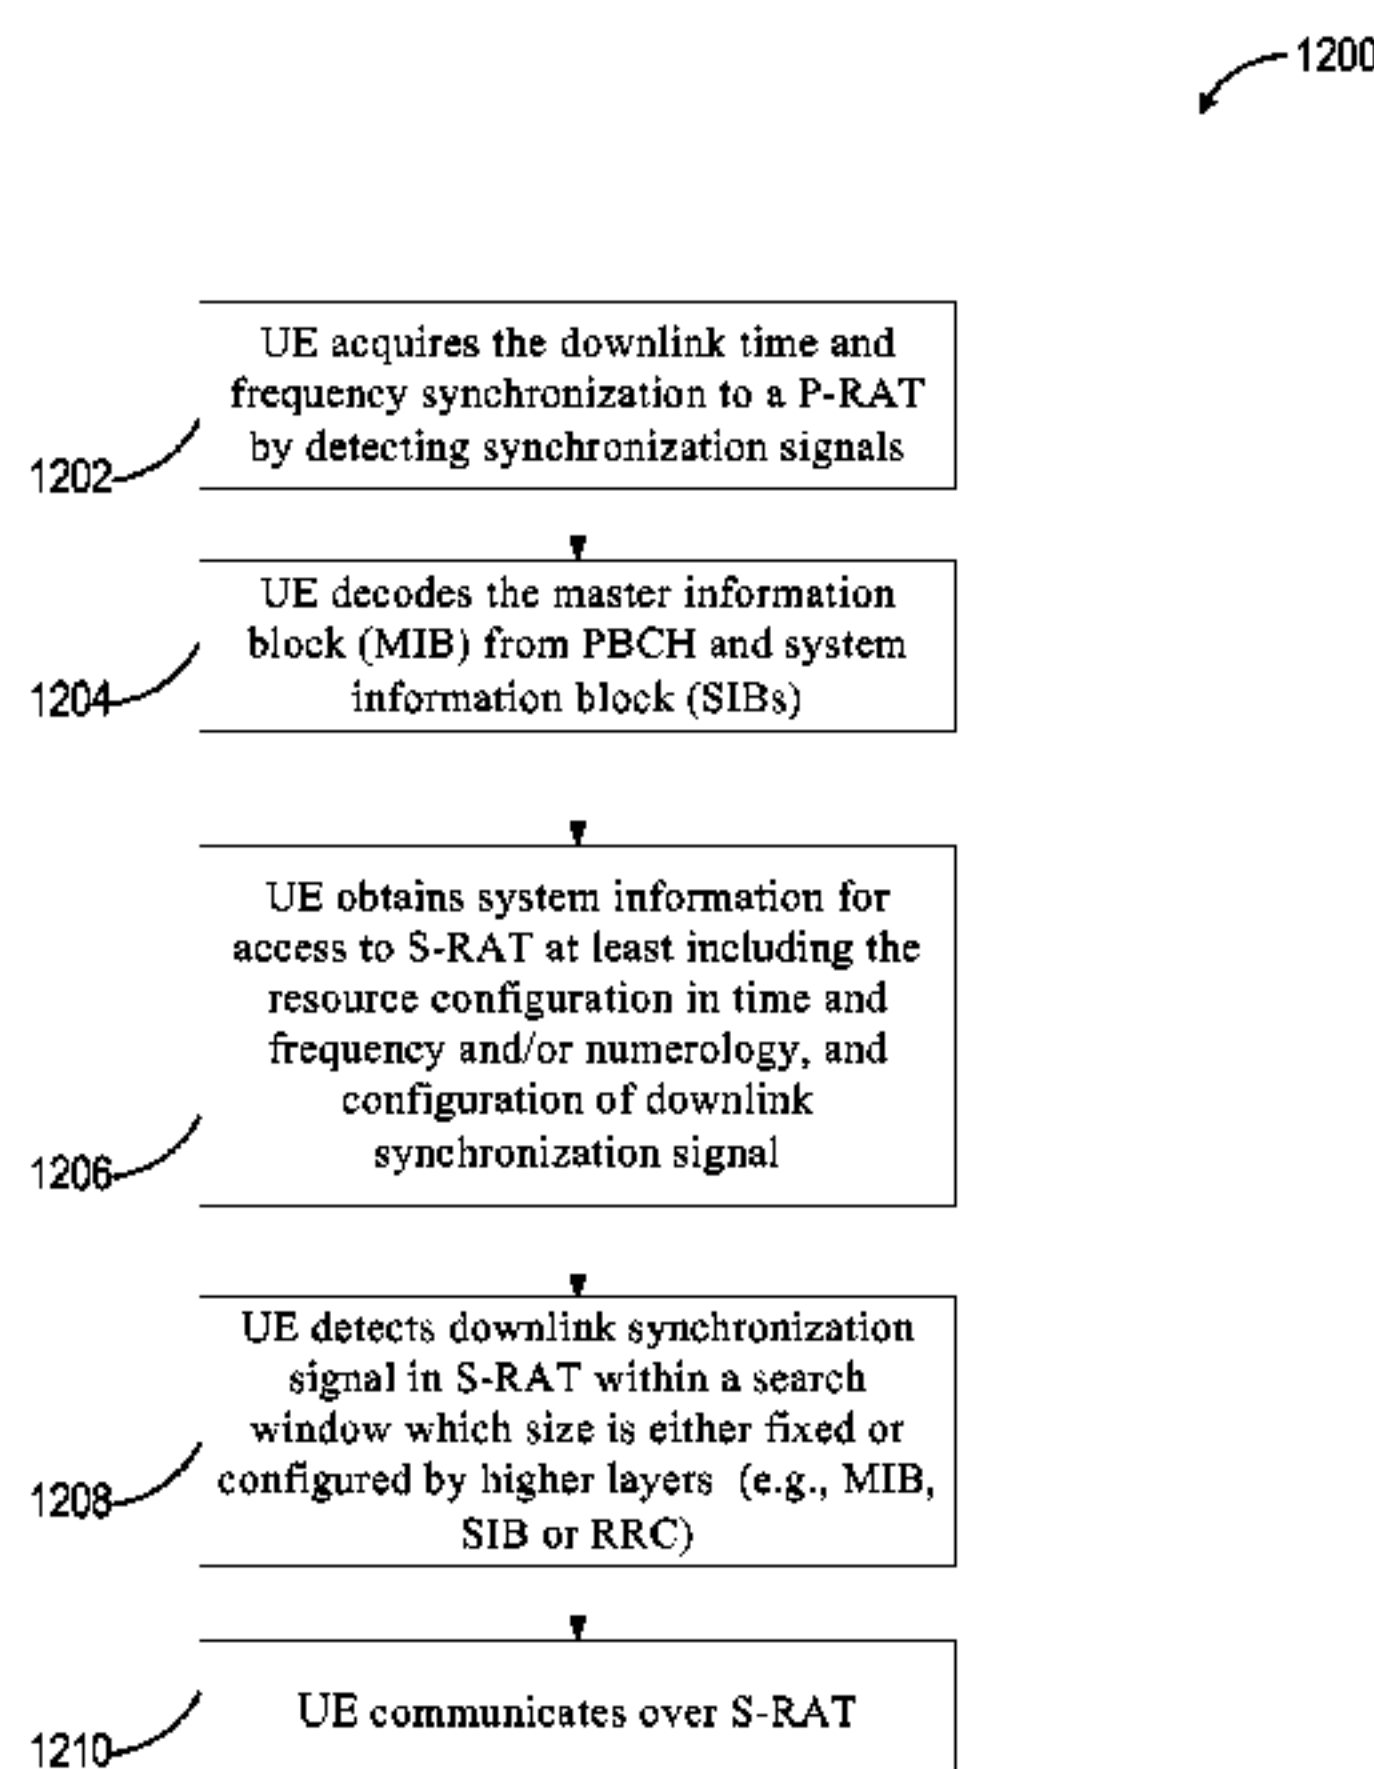 1200
UE acquires the downlink time and
frequency synchronization to a P-RAT
by detecting synchronization signals
1202
UE decodes the master information
block (MIB) from PBCH and system
information block (SIBs)
1204
UE obtains system information for
access to S-RAT at least including the
resource configuration in time and
frequency and/or numerology, and
configuration of downlink
synchronization signal
1206
UE detects downlink synchronization
signal in S-RAT within a search
window which size is either fixed or
configured by higher layers (e.g., MIB,
SIB or RRC)
1208
UE communicates over S-RAT
1210